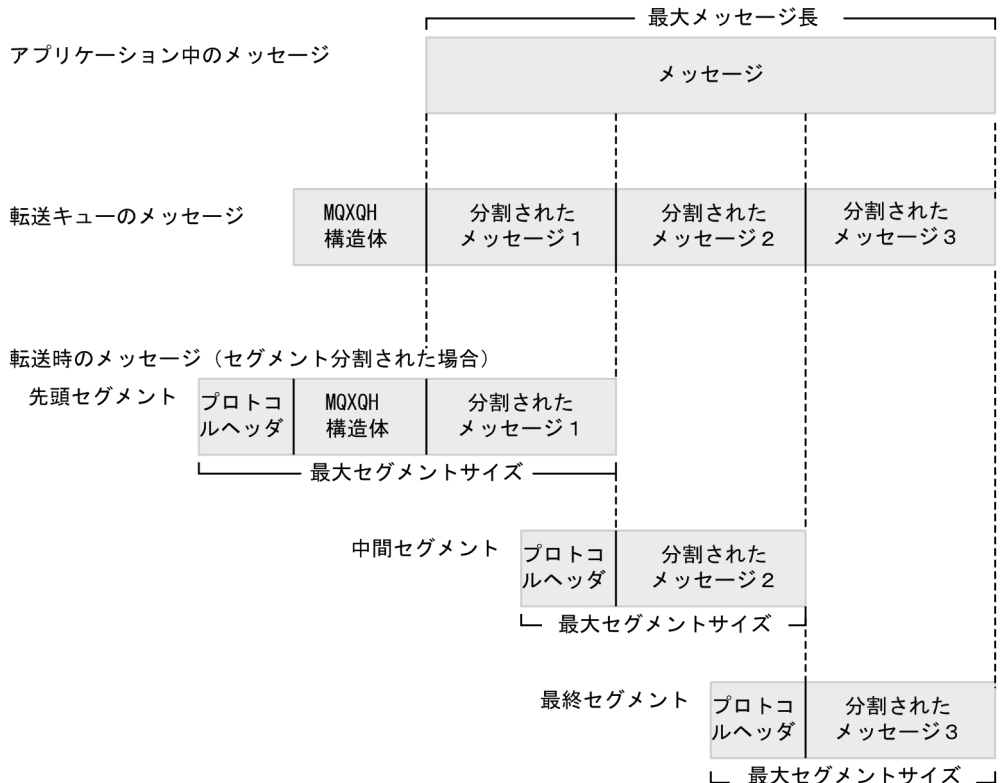 最大メッセージ長
アプリケーション中のメッセージ
メッセージ
転送キューのメッセージ
MQXQH
構造体
分割された
メッセージ1
分割された
メッセージ2
分割された
メッセージ3
転送時のメッセージ（セグメント分割された場合）
先頭セグメント
プロトコ
ルヘッダ
MQXQH
構造体
分割された
メッセージ1
最大セグメントサイズ
中間セグメント
プロトコ
ルヘッダ
分割された
メッセージ2
最大セグメントサイズ
最終セグメント
プロトコ
ルヘッダ
分割された
メッセージ3
最大セグメントサイズ